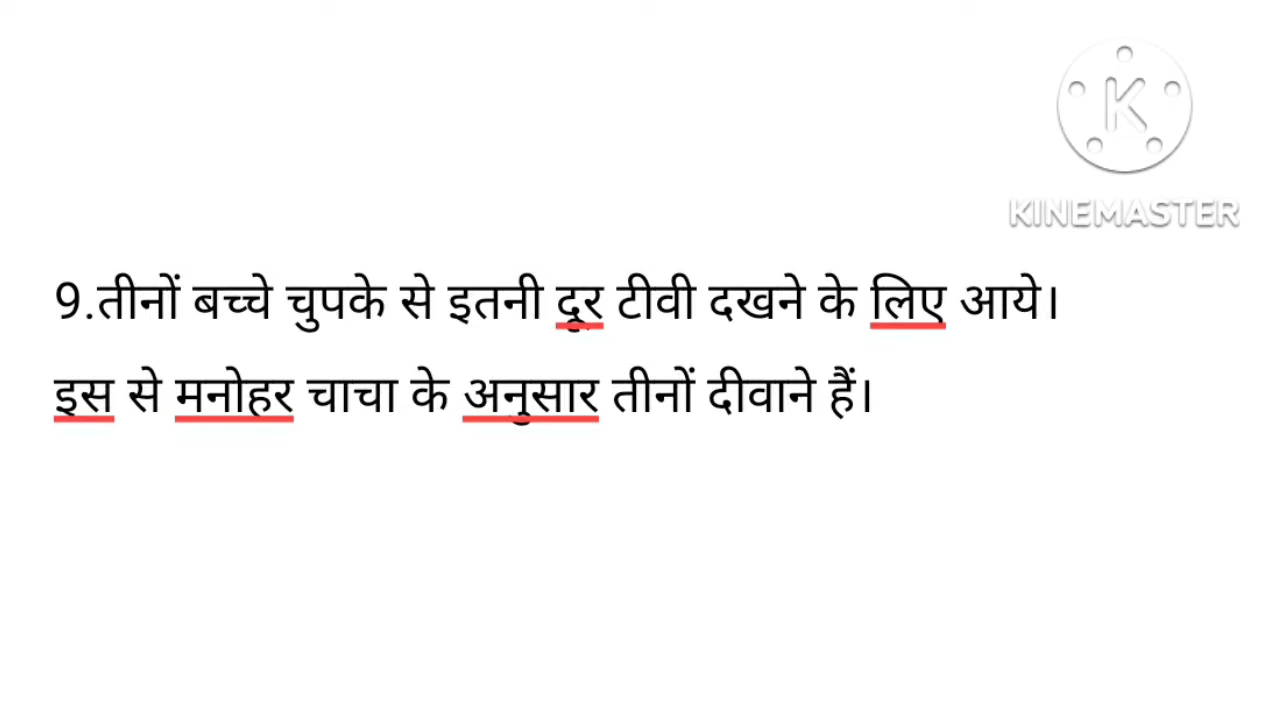 KINEMASTER
9.तीनों बच्चे चुपके से इतनी दूर टीवी दखने के लिए आये।
इस से मनोहर चाचा के अनुसार तीनों दीवाने हैं।